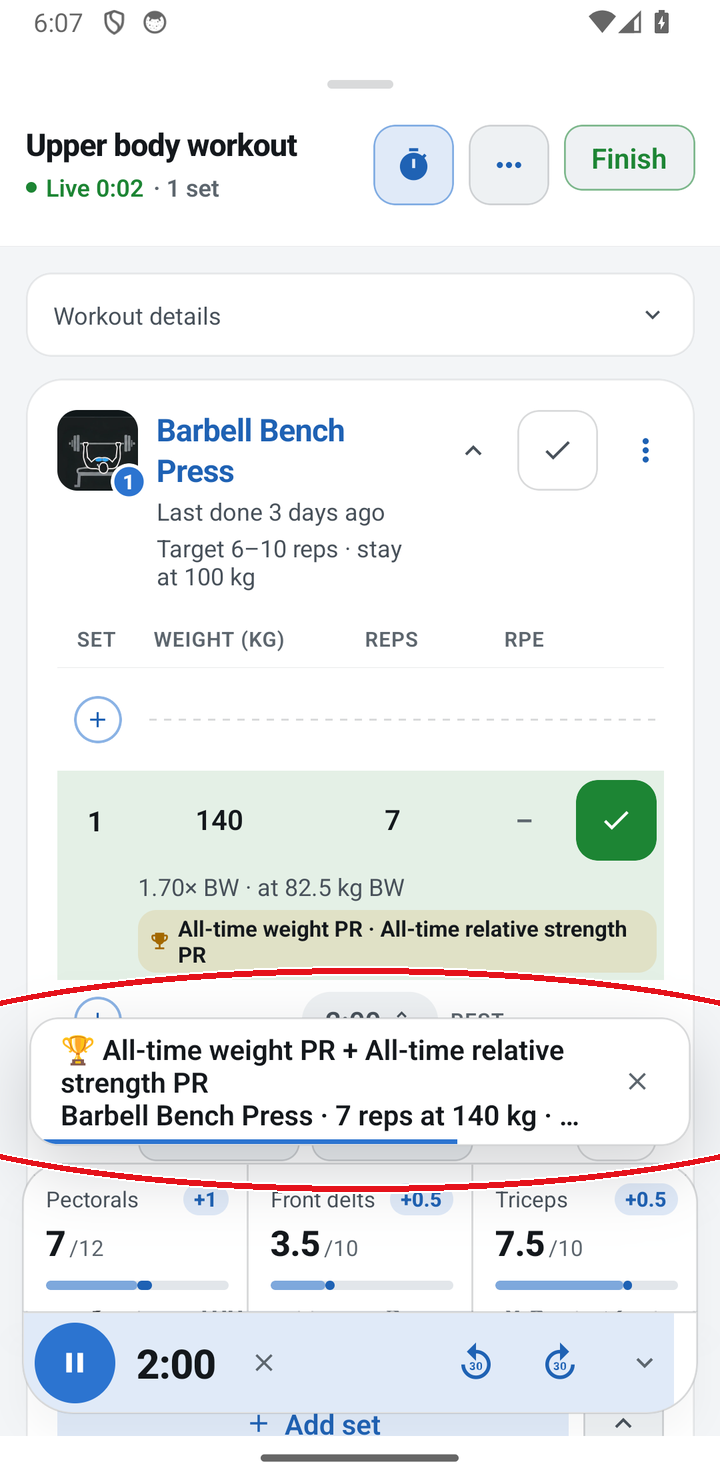 6:07
Upper body workout
Live 0:02 · 1 set
Finish
Workout details
Barbell Bench
Press
1
Last done 3 days ago
Target 6–10 reps · stay
at 100 kg
SET WEIGHT (KG) REPS RPE
1 140 7 –
1.70× BW · at 82.5 kg BW
All-time weight PR · All-time relative strength
PR
🏆 All-time weight PR + All-time relative
strength PR
Barbell Bench Press · 7 reps at 140 kg · ...
Pectorals +1 Front delts +0.5 Triceps +0.5
7/12 3.5/10 7.5/10
2:00 30 30
+ Add set